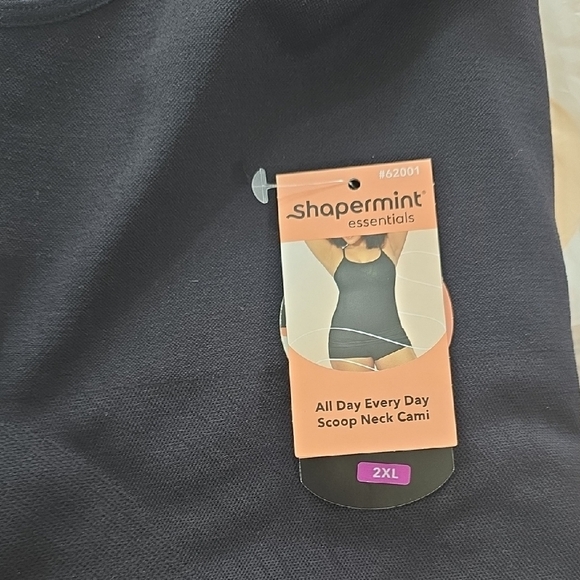 #62001
shapermint®
essentials
All Day Every Day
Scoop Neck Cami
2XL